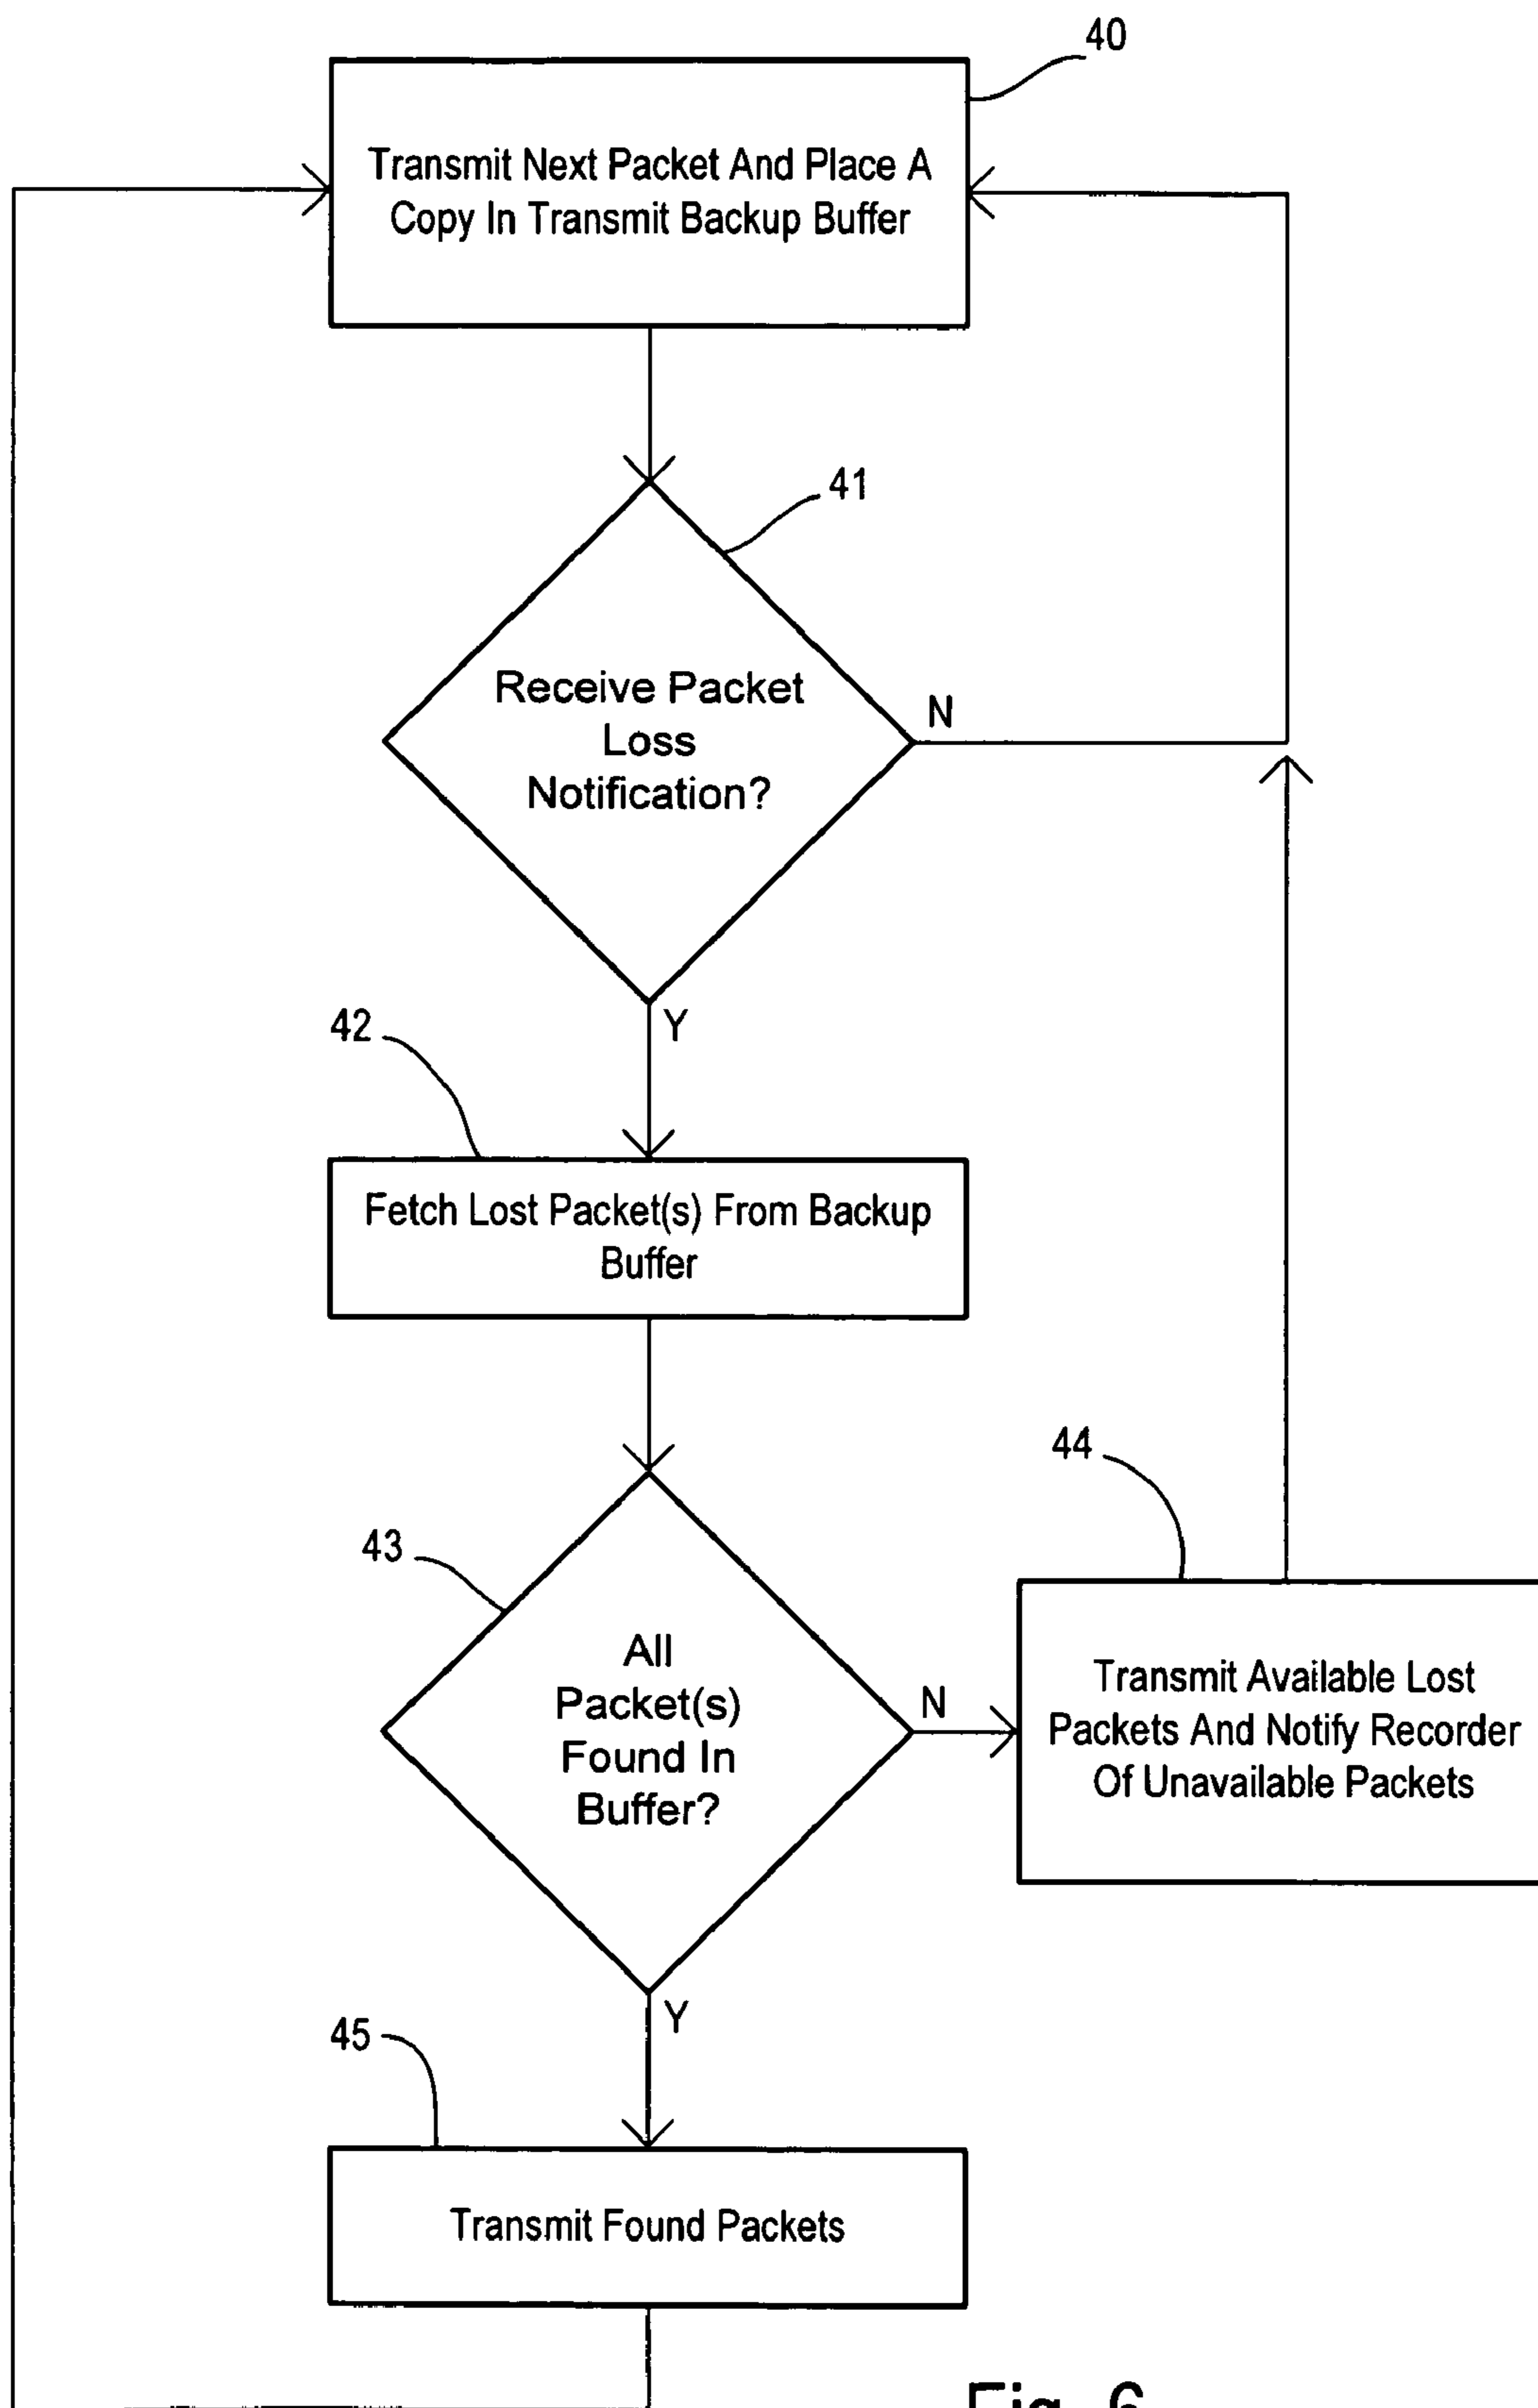 40
Transmit Next Packet And Place A
Copy In Transmit Backup Buffer
41
Receive Packet
Loss
Notification?
N
Y
42
Fetch Lost Packet(s) From Backup
Buffer
43
All
Packet(s)
Found In
Buffer?
N
44
Transmit Available Lost
Packets And Notify Recorder
Of Unavailable Packets
Y
45
Transmit Found Packets
Fig. 6